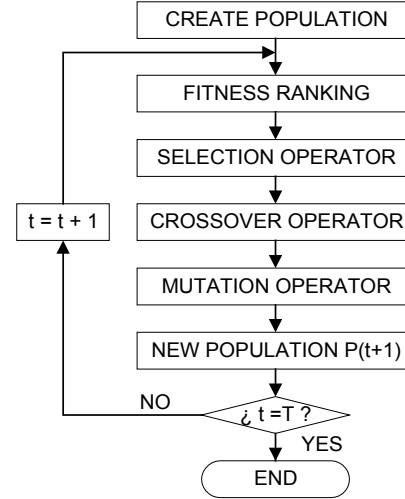 CREATE POPULATION
FITNESS RANKING
SELECTION OPERATOR
t = t + 1
CROSSOVER OPERATOR
MUTATION OPERATOR
NEW POPULATION P(t+1)
NO
¿ t =T ?
YES
END